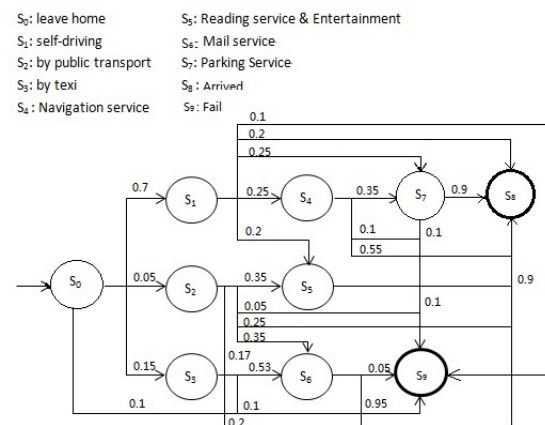 S₀: leave home
S₁: self-driving
S₂: by public transport
S₃: by texi
S₄: Navigation service
S₅: Reading service & Entertainment
S₆: Mail service
S₇: Parking Service
S₈: Arrived
S₉: Fail
0.1
0.2
0.25
0.7
S₁
0.25
S₄
0.35
S₇
0.9
S₈
0.2
0.1
0.1
0.55
S₀
0.05
S₂
0.35
S₅
0.9
0.05
0.1
0.25
0.35
0.17
0.15
S₃
0.53
S₆
0.05
S₉
0.1
0.1
0.95
0.2